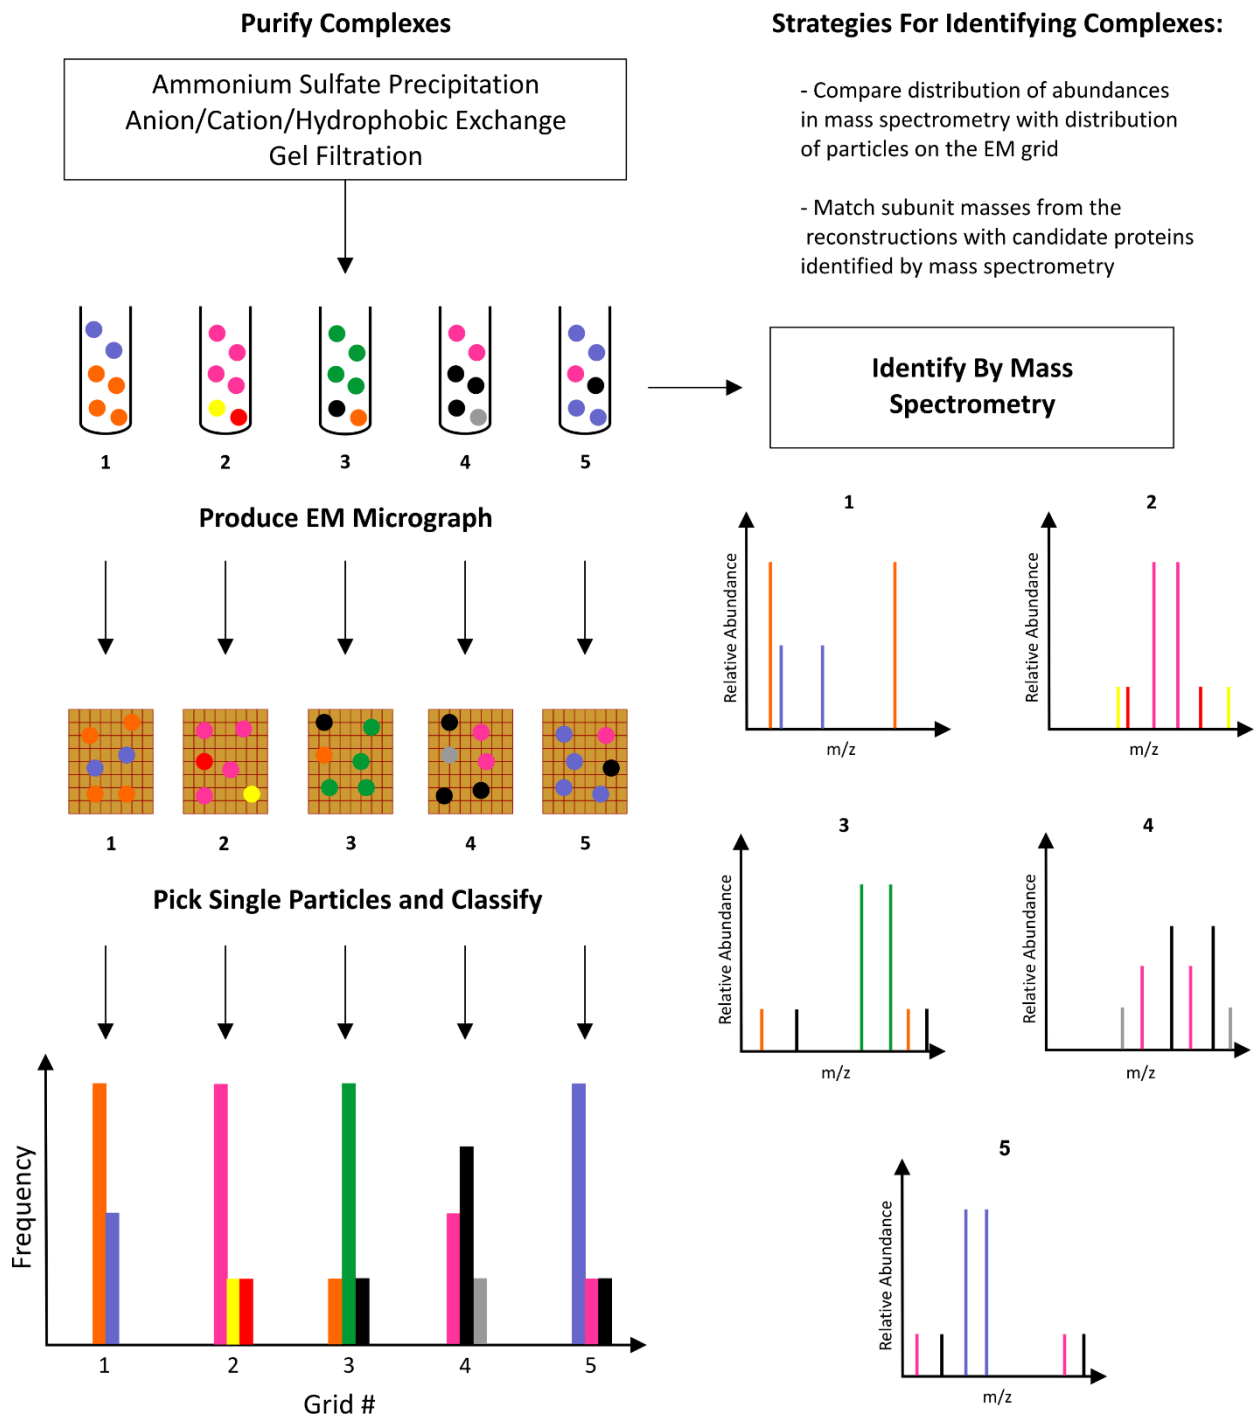 Purify Complexes
Ammonium Sulfate Precipitation
Anion/Cation/Hydrophobic Exchange
Gel Filtration
1
2
3
4
5
Produce EM Micrograph
1
2
3
4
5
Pick Single Particles and Classify
Frequency
1
2
3
4
5
Grid #
Strategies For Identifying Complexes:
- Compare distribution of abundances
in mass spectrometry with distribution
of particles on the EM grid
- Match subunit masses from the
reconstructions with candidate proteins
identified by mass spectrometry
Identify By Mass
Spectrometry
1
Relative Abundance
m/z
2
Relative Abundance
m/z
3
Relative Abundance
m/z
4
Relative Abundance
m/z
5
Relative Abundance
m/z